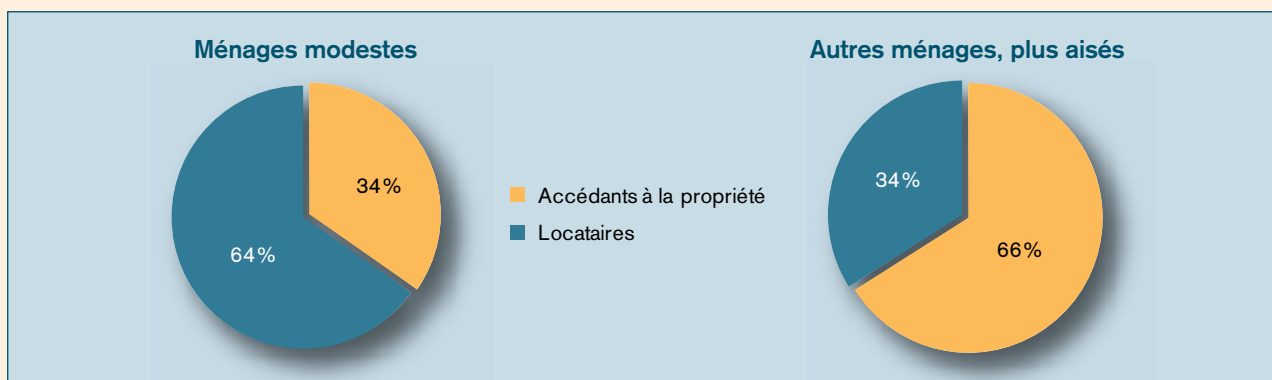 Ménages modestes
34%
64%
Accédants à la propriété
Locataires
Autres ménages, plus aisés
34%
66%